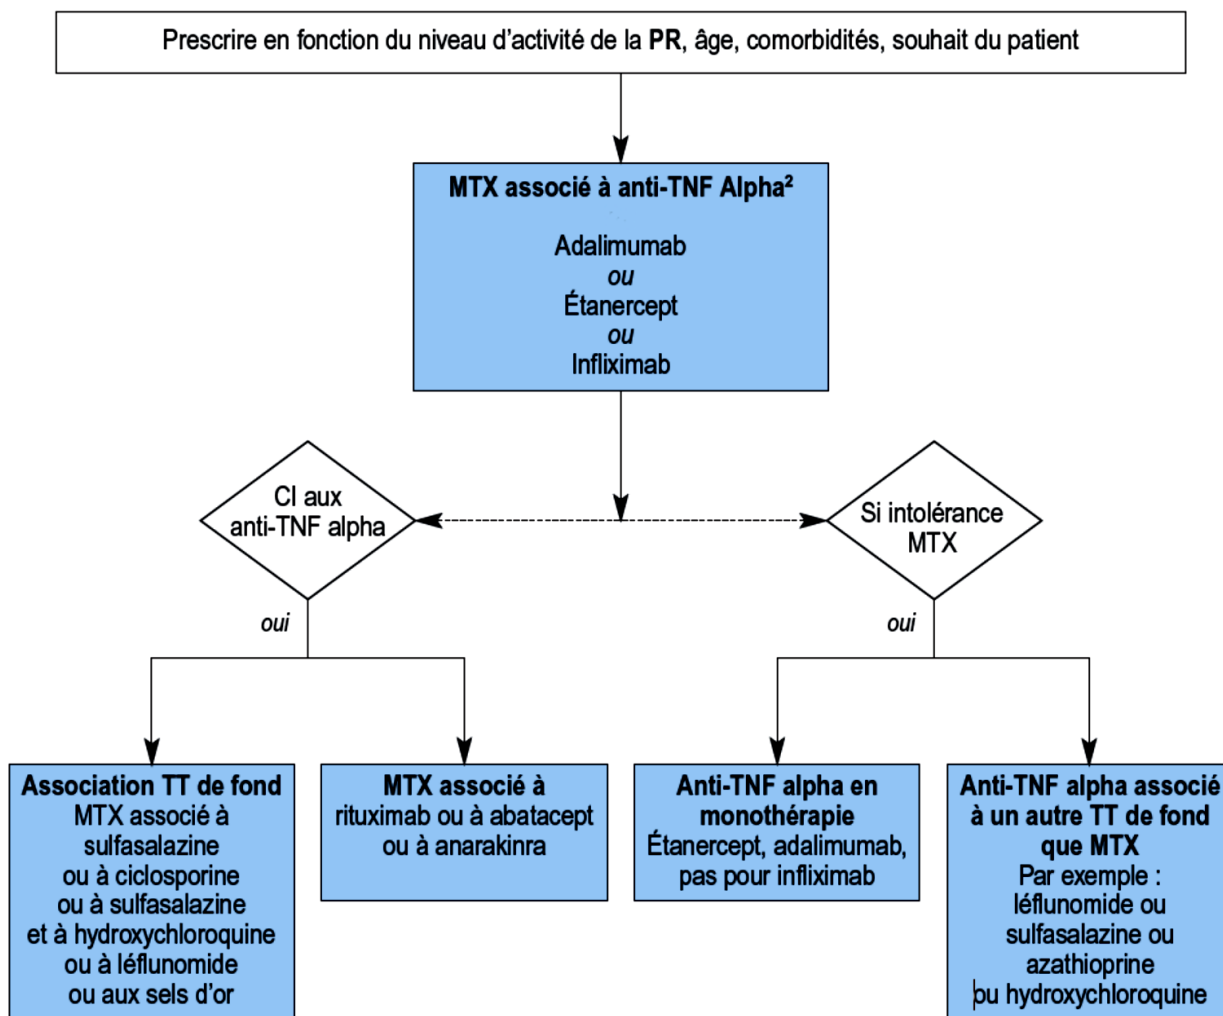 Prescrire en fonction du niveau d'activité de la PR, âge, comorbidités, souhait du patient
MTX associé à anti-TNF Alpha²
Adalimumab
ou
Étanercept
ou
Infliximab
CI aux
anti-TNF alpha
Si intolérance
MTX
oui
oui
Association TT de fond
MTX associé à
sulfasalazine
ou à ciclosporine
ou à sulfasalazine
et à hydroxychloroquine
ou à léflunomide
ou aux sels d'or
MTX associé à
rituximab ou à abatacept
ou à anarakinra
Anti-TNF alpha en
monothérapie
Étanercept, adalimumab,
pas pour infliximab
Anti-TNF alpha associé
à un autre TT de fond
que MTX
Par exemple :
léflunomide ou
sulfasalazine ou
azathioprine
ou hydroxychloroquine